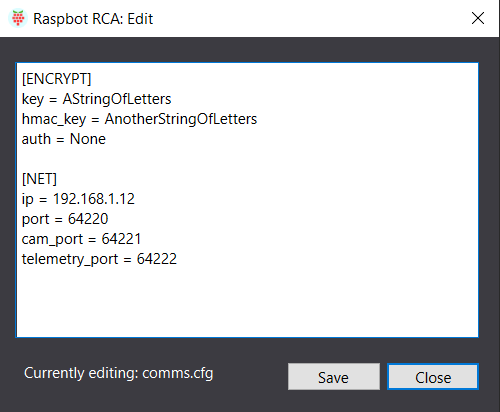 Raspbot RCA: Edit
[ENCRYPT]
key = AStringOfLetters
hmac_key = AnotherStringOfLetters
auth = None
[NET]
ip = 192.168.1.12
port = 64220
cam_port = 64221
telemetry_port = 64222
Currently editing: comms.cfg
Save
Close